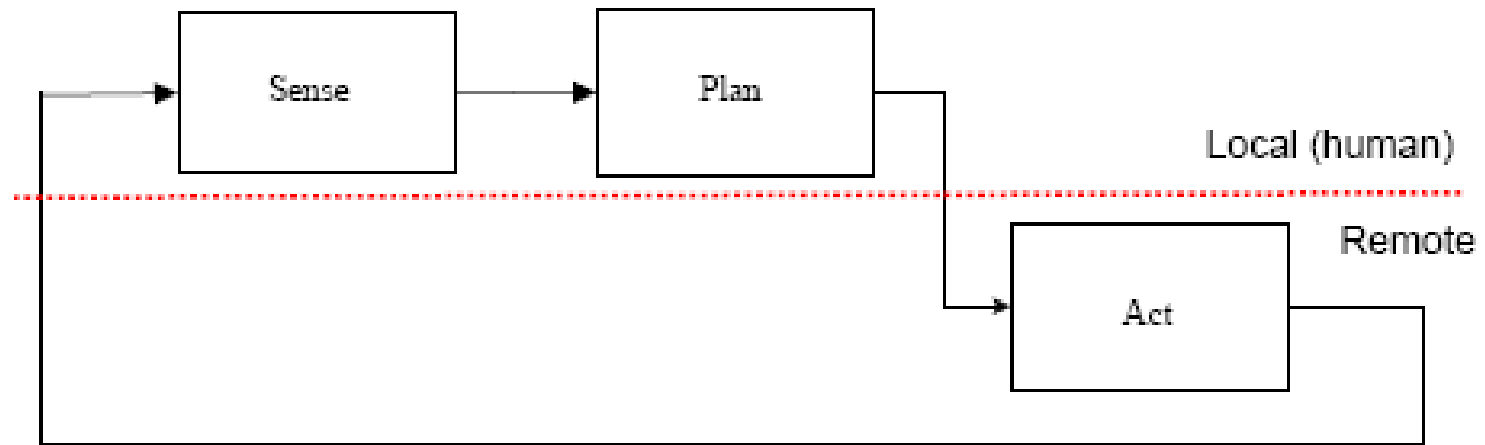 Sense
Plan
Local (human)
Remote
Act